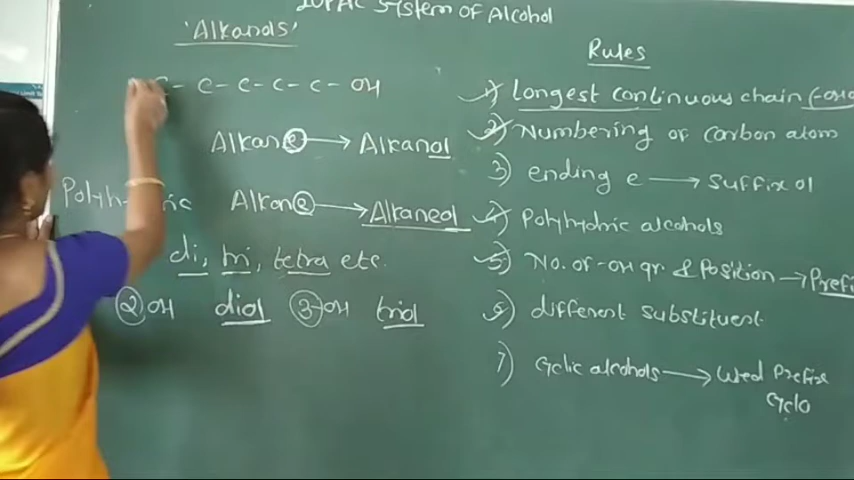 IUPAC System OF Alcohol
'Alkanols'
C - C - C - C - C - OH
Alkane → Alkanol
Alkane → Alkaneol
di, tri, tetra etc.
2 OH diol 3 OH triol
Rules
1) Longest continuous chain (-OH)
2) Numbering of carbon atom
3) ending e → suffix ol
4) Polyhydric alcohols
5) No. of -OH gr. & Position → Prefi
6) different substituent.
7) cyclic alcohols → Used Prefixe
cyclo